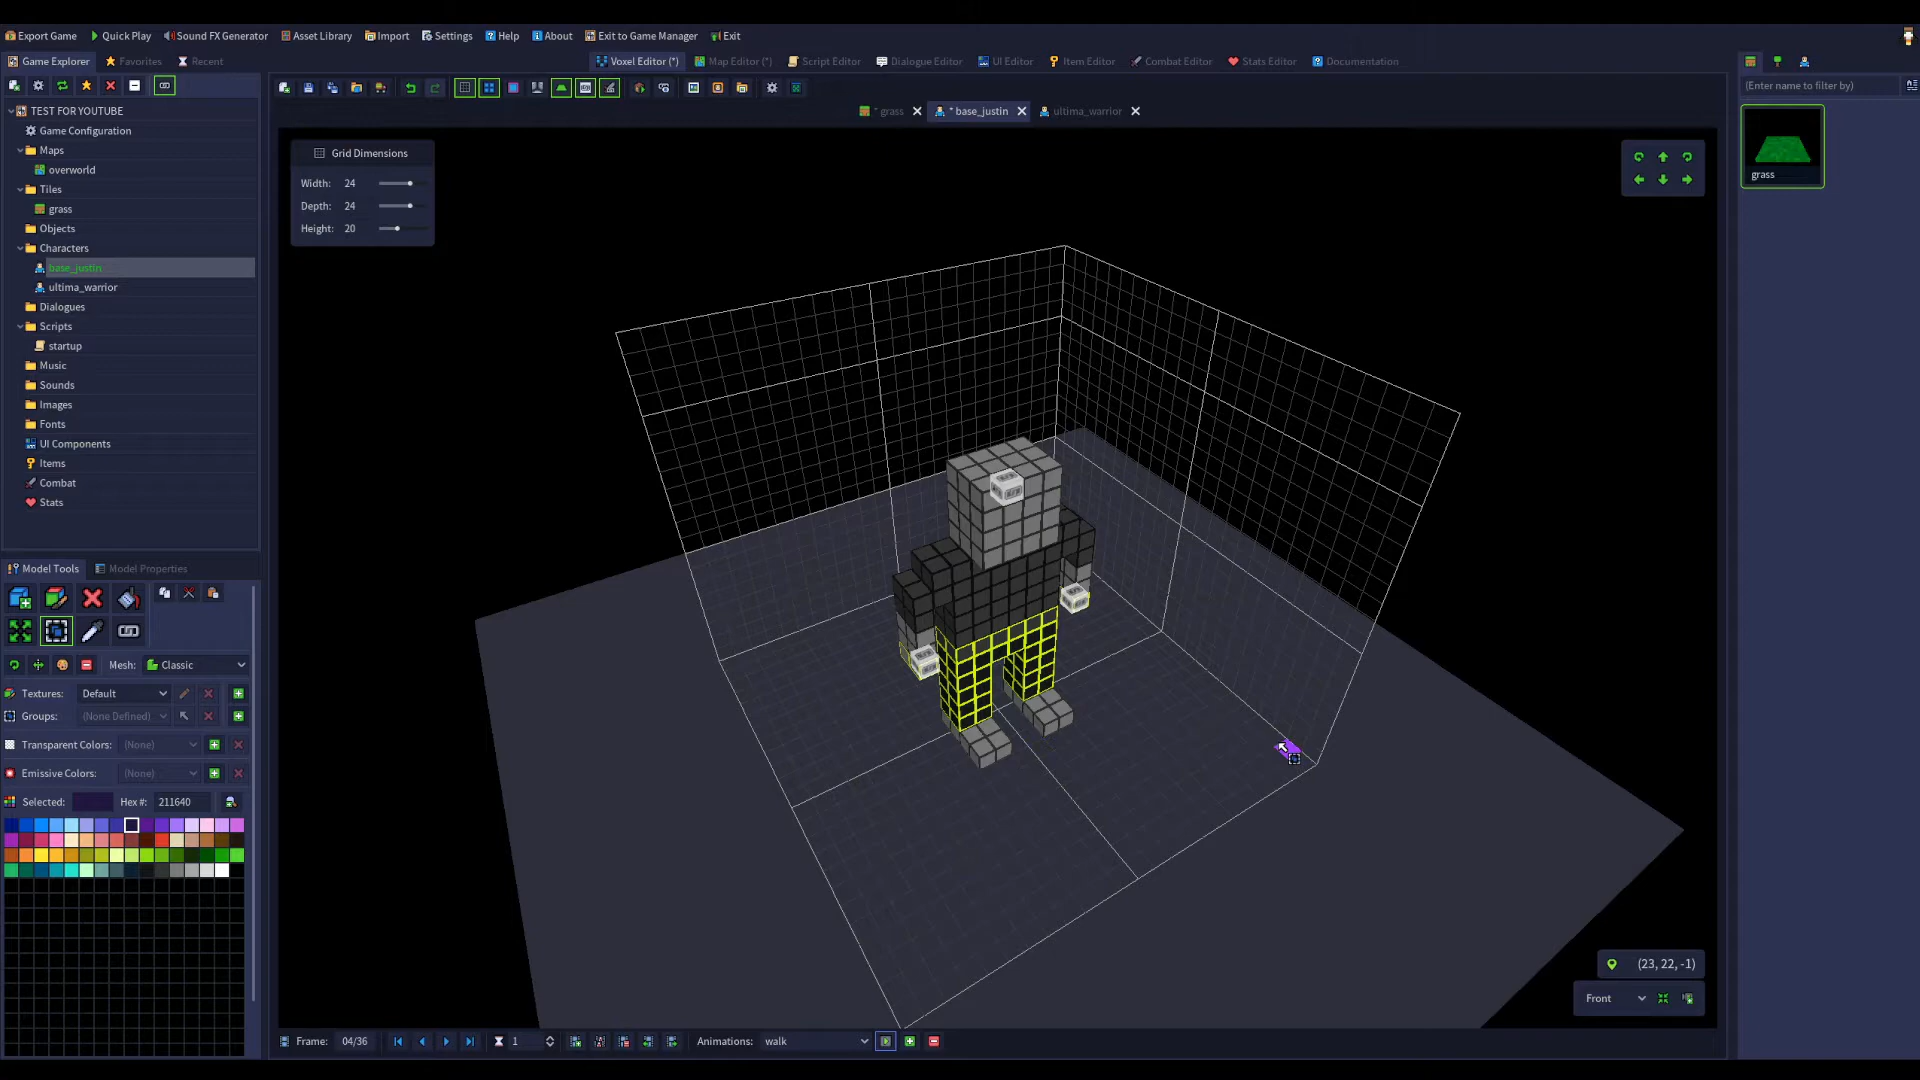 Export Game Quick Play Sound FX Generator Asset Library Import Settings Help About Exit to Game Manager Exit
Game Explorer Favorites Recent
Voxel Editor (*) Map Editor (*) Script Editor Dialogue Editor UI Editor Item Editor Combat Editor Stats Editor Documentation
(Enter name to filter by)
* grass * base_justin ultima_warrior
TEST FOR YOUTUBE
Game Configuration
Maps
overworld
Tiles
grass
Objects
Characters
base_justin
ultima_warrior
Dialogues
Scripts
startup
Music
Sounds
Images
Fonts
UI Components
Items
Combat
Stats
Grid Dimensions
Width: 24
Depth: 24
Height: 20
grass
Model Tools Model Properties
Mesh: Classic
Textures: Default
Groups: (None Defined)
Transparent Colors: (None)
Emissive Colors: (None)
Selected: Hex #: 211640
(23, 22, -1)
Front
Frame: 04/36 1 Animations: walk